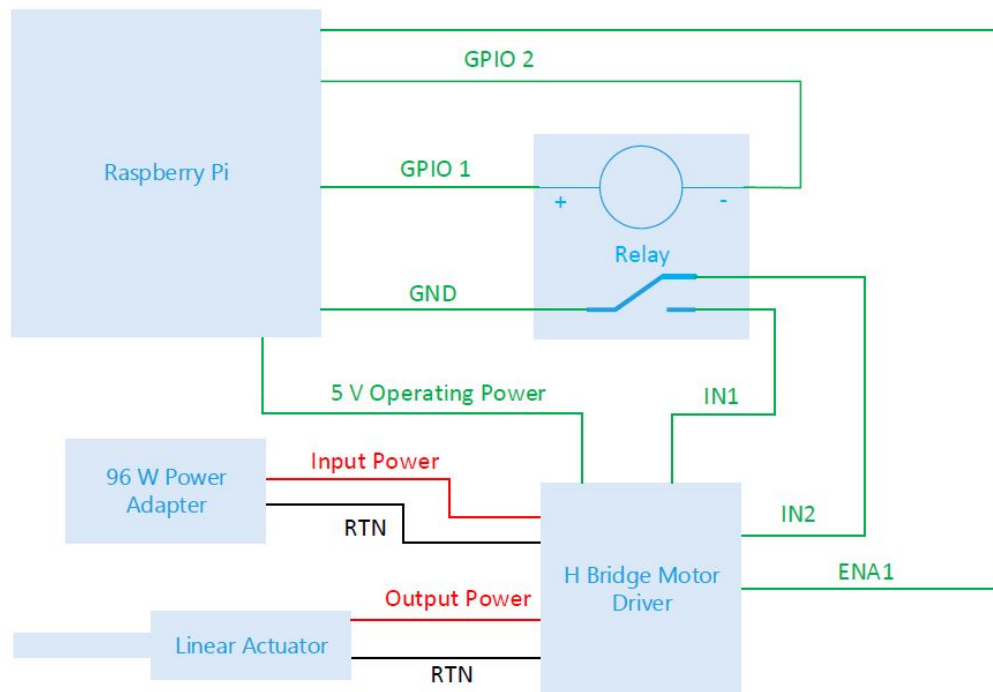 GPIO 2
Raspberry Pi
GPIO 1
+
-
Relay
GND
5 V Operating Power
IN1
96 W Power
Adapter
Input Power
RTN
IN2
H Bridge Motor
Driver
ENA1
Output Power
Linear Actuator
RTN